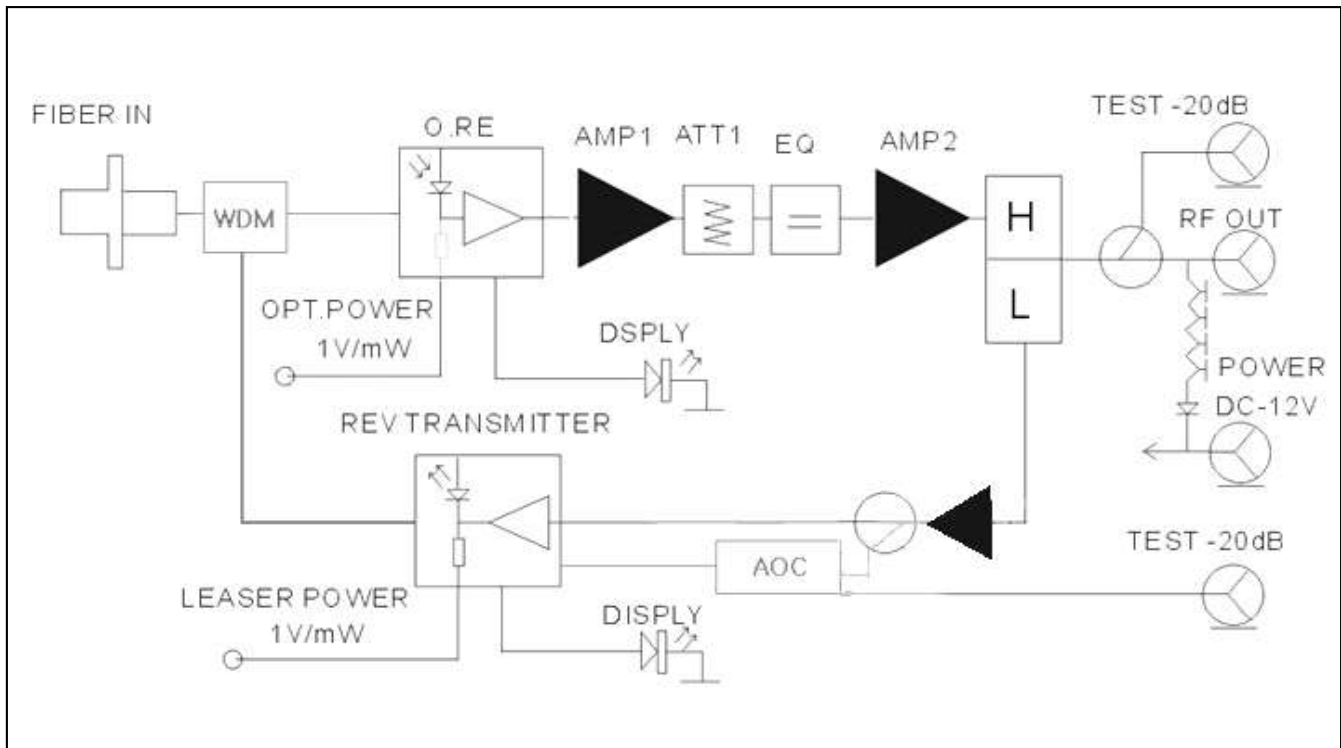 FIBER IN
WDM
O.RE
AMP1
ATT1
EQ
AMP2
TEST -20dB
H
L
RF OUT
OPT.POWER
1V/mW
DSPLY
POWER
DC-12V
REV TRANSMITTER
AOC
TEST -20dB
LEASER POWER
1V/mW
DISPLY